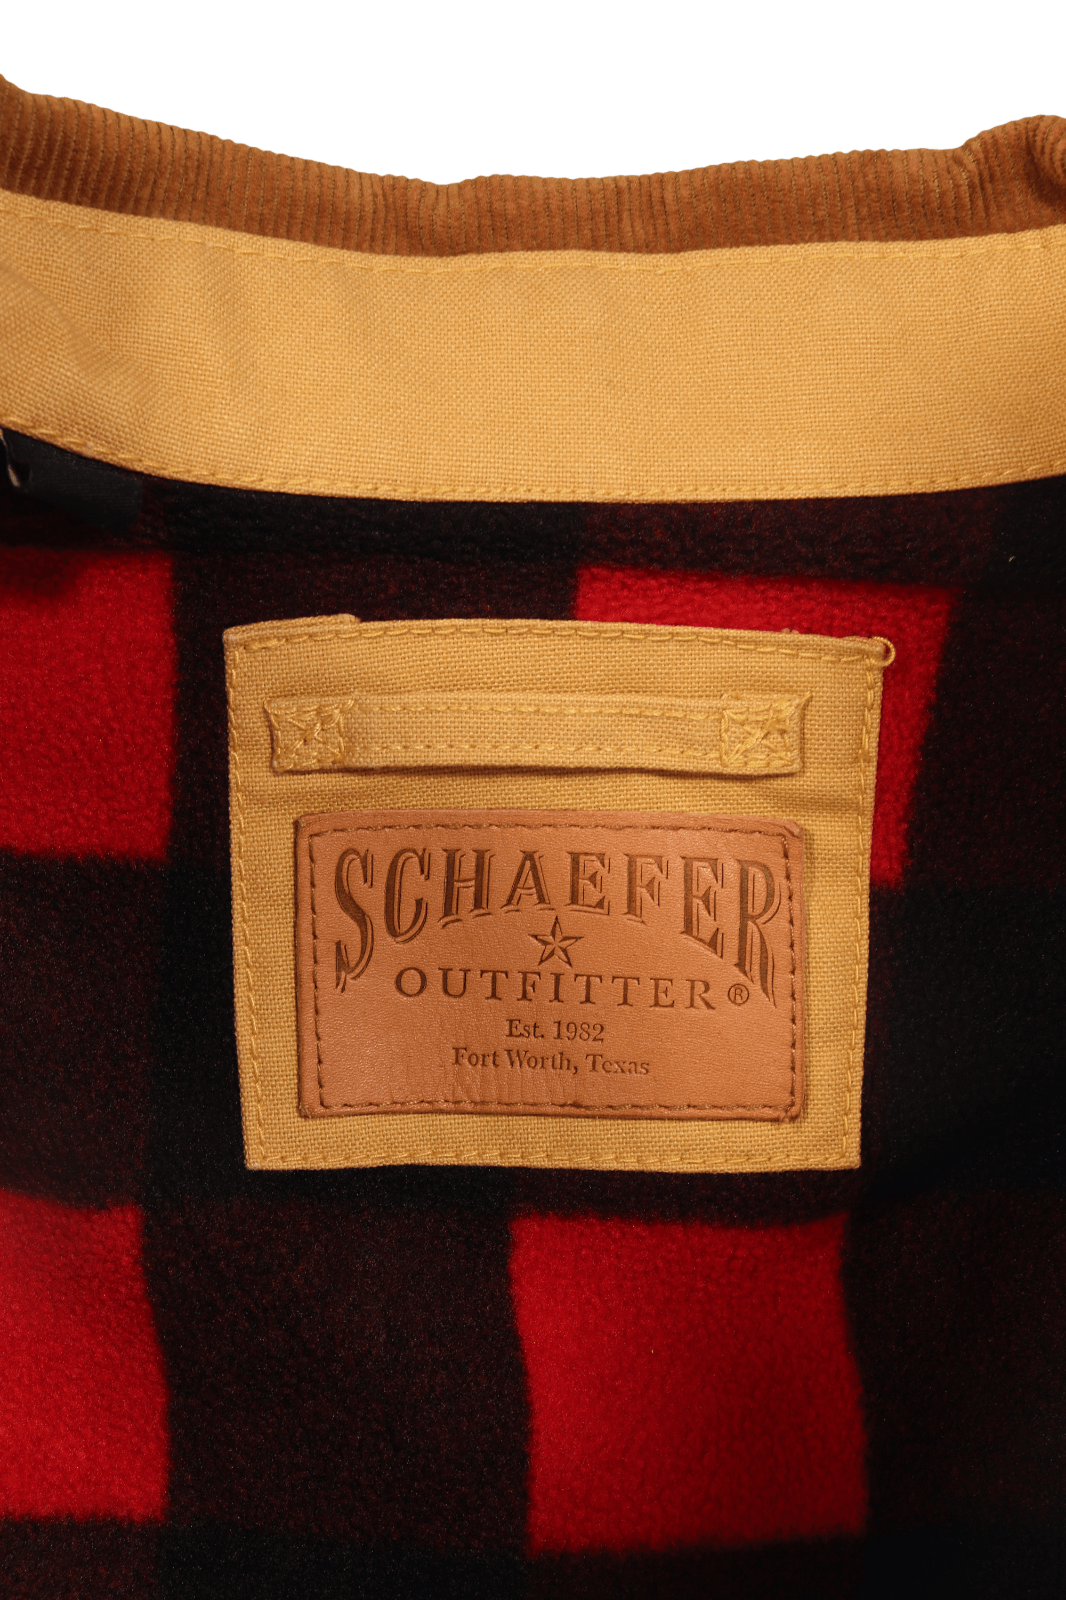 SCHAEFER
OUTFITTER ®
Est. 1982
Fort Worth, Texas